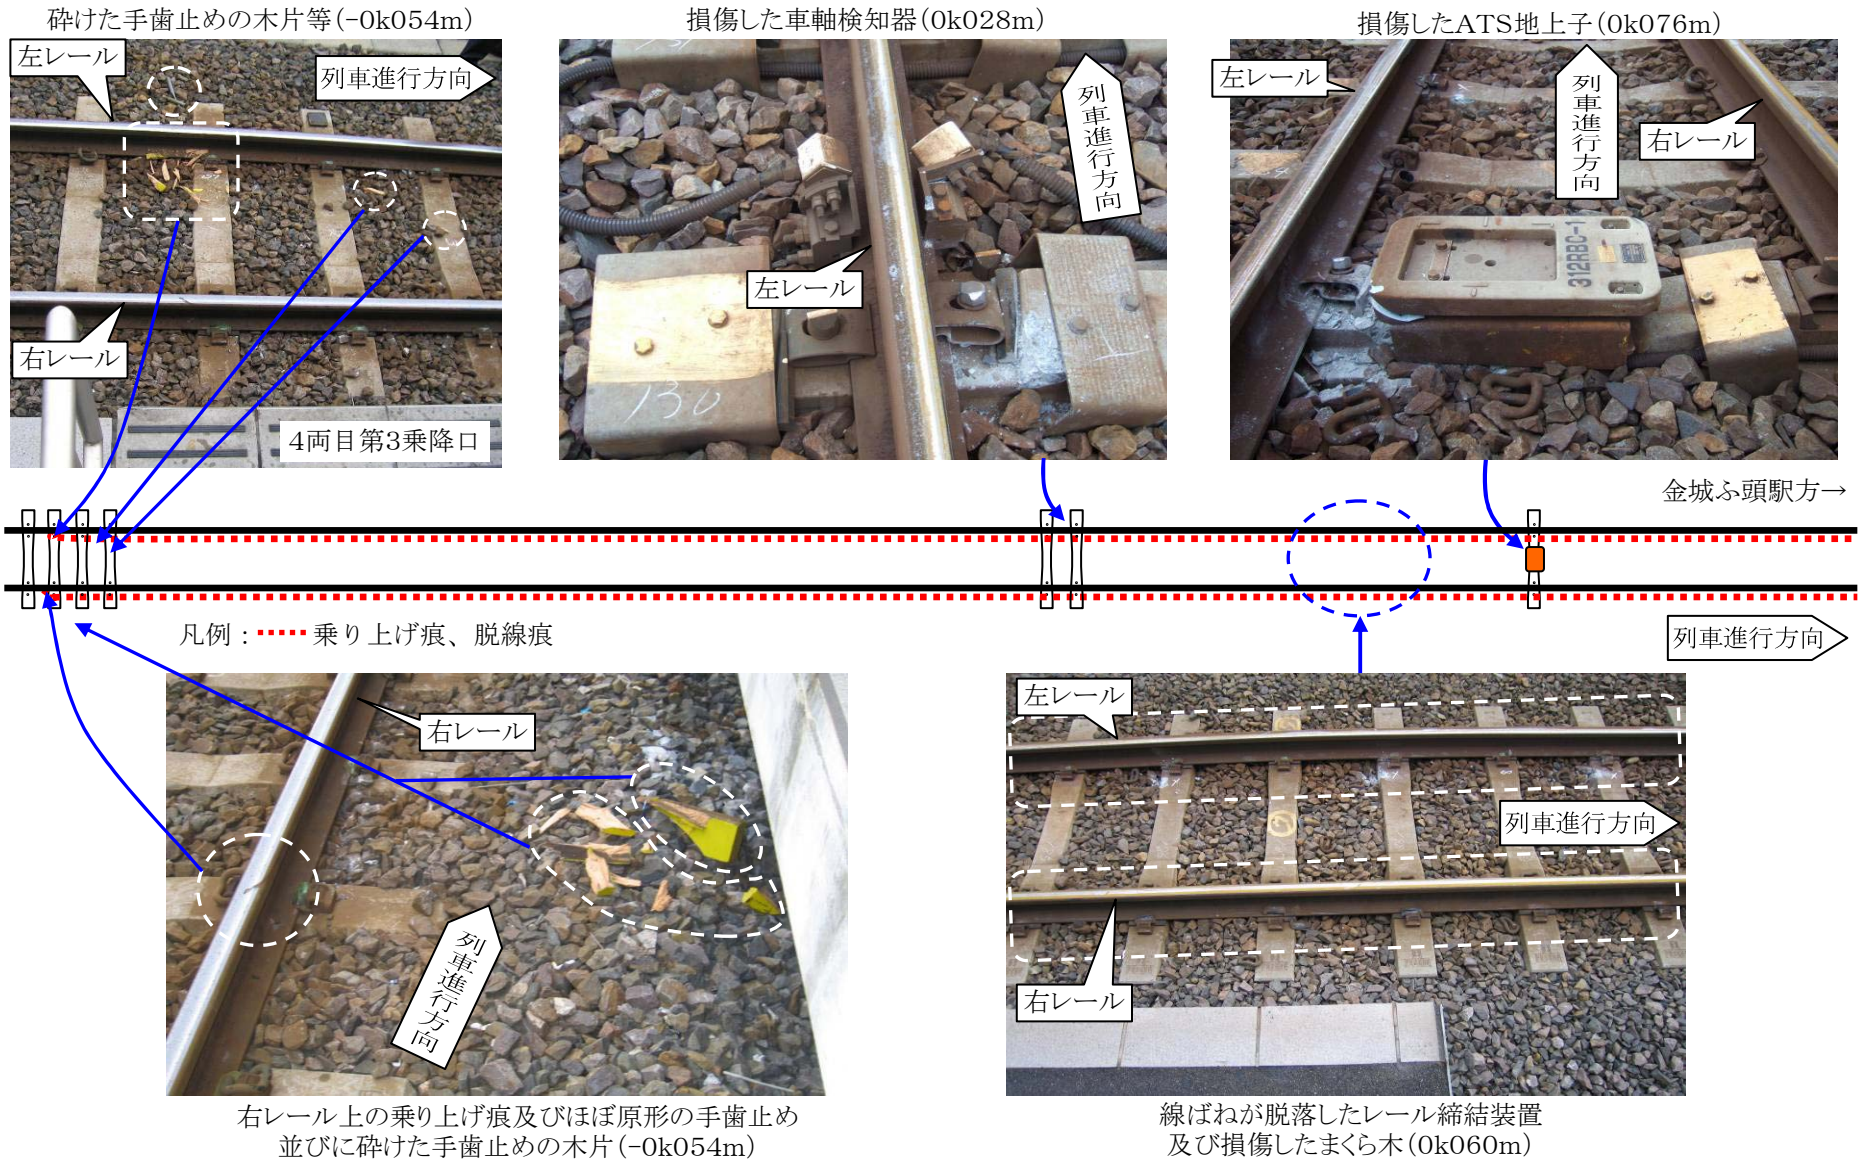 砕けた手歯止めの木片等(-0k054m)
左レール
列車進行方向
右レール
4両目第3乗降口
損傷した車軸検知器(0k028m)
列車進行方向
左レール
130
損傷したATS地上子(0k076m)
左レール
列車進行方向
右レール
312RBO-1
金城ふ頭駅方→
凡例:乗り上げ痕、脱線痕
列車進行方向
右レール
列車進行方向
右レール上の乗り上げ痕及びほぼ原形の手歯止め
並びに砕けた手歯止めの木片(-0k054m)
左レール
列車進行方向
右レール
線ばねが脱落したレール締結装置
及び損傷したまくら木(0k060m)